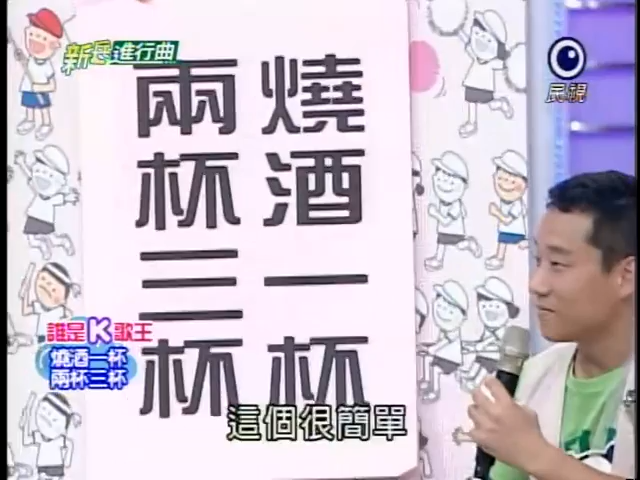 新兵進行曲
民視
燒酒一杯
兩杯三杯
誰是K歌王
燒酒一杯
兩杯三杯
這個很簡單